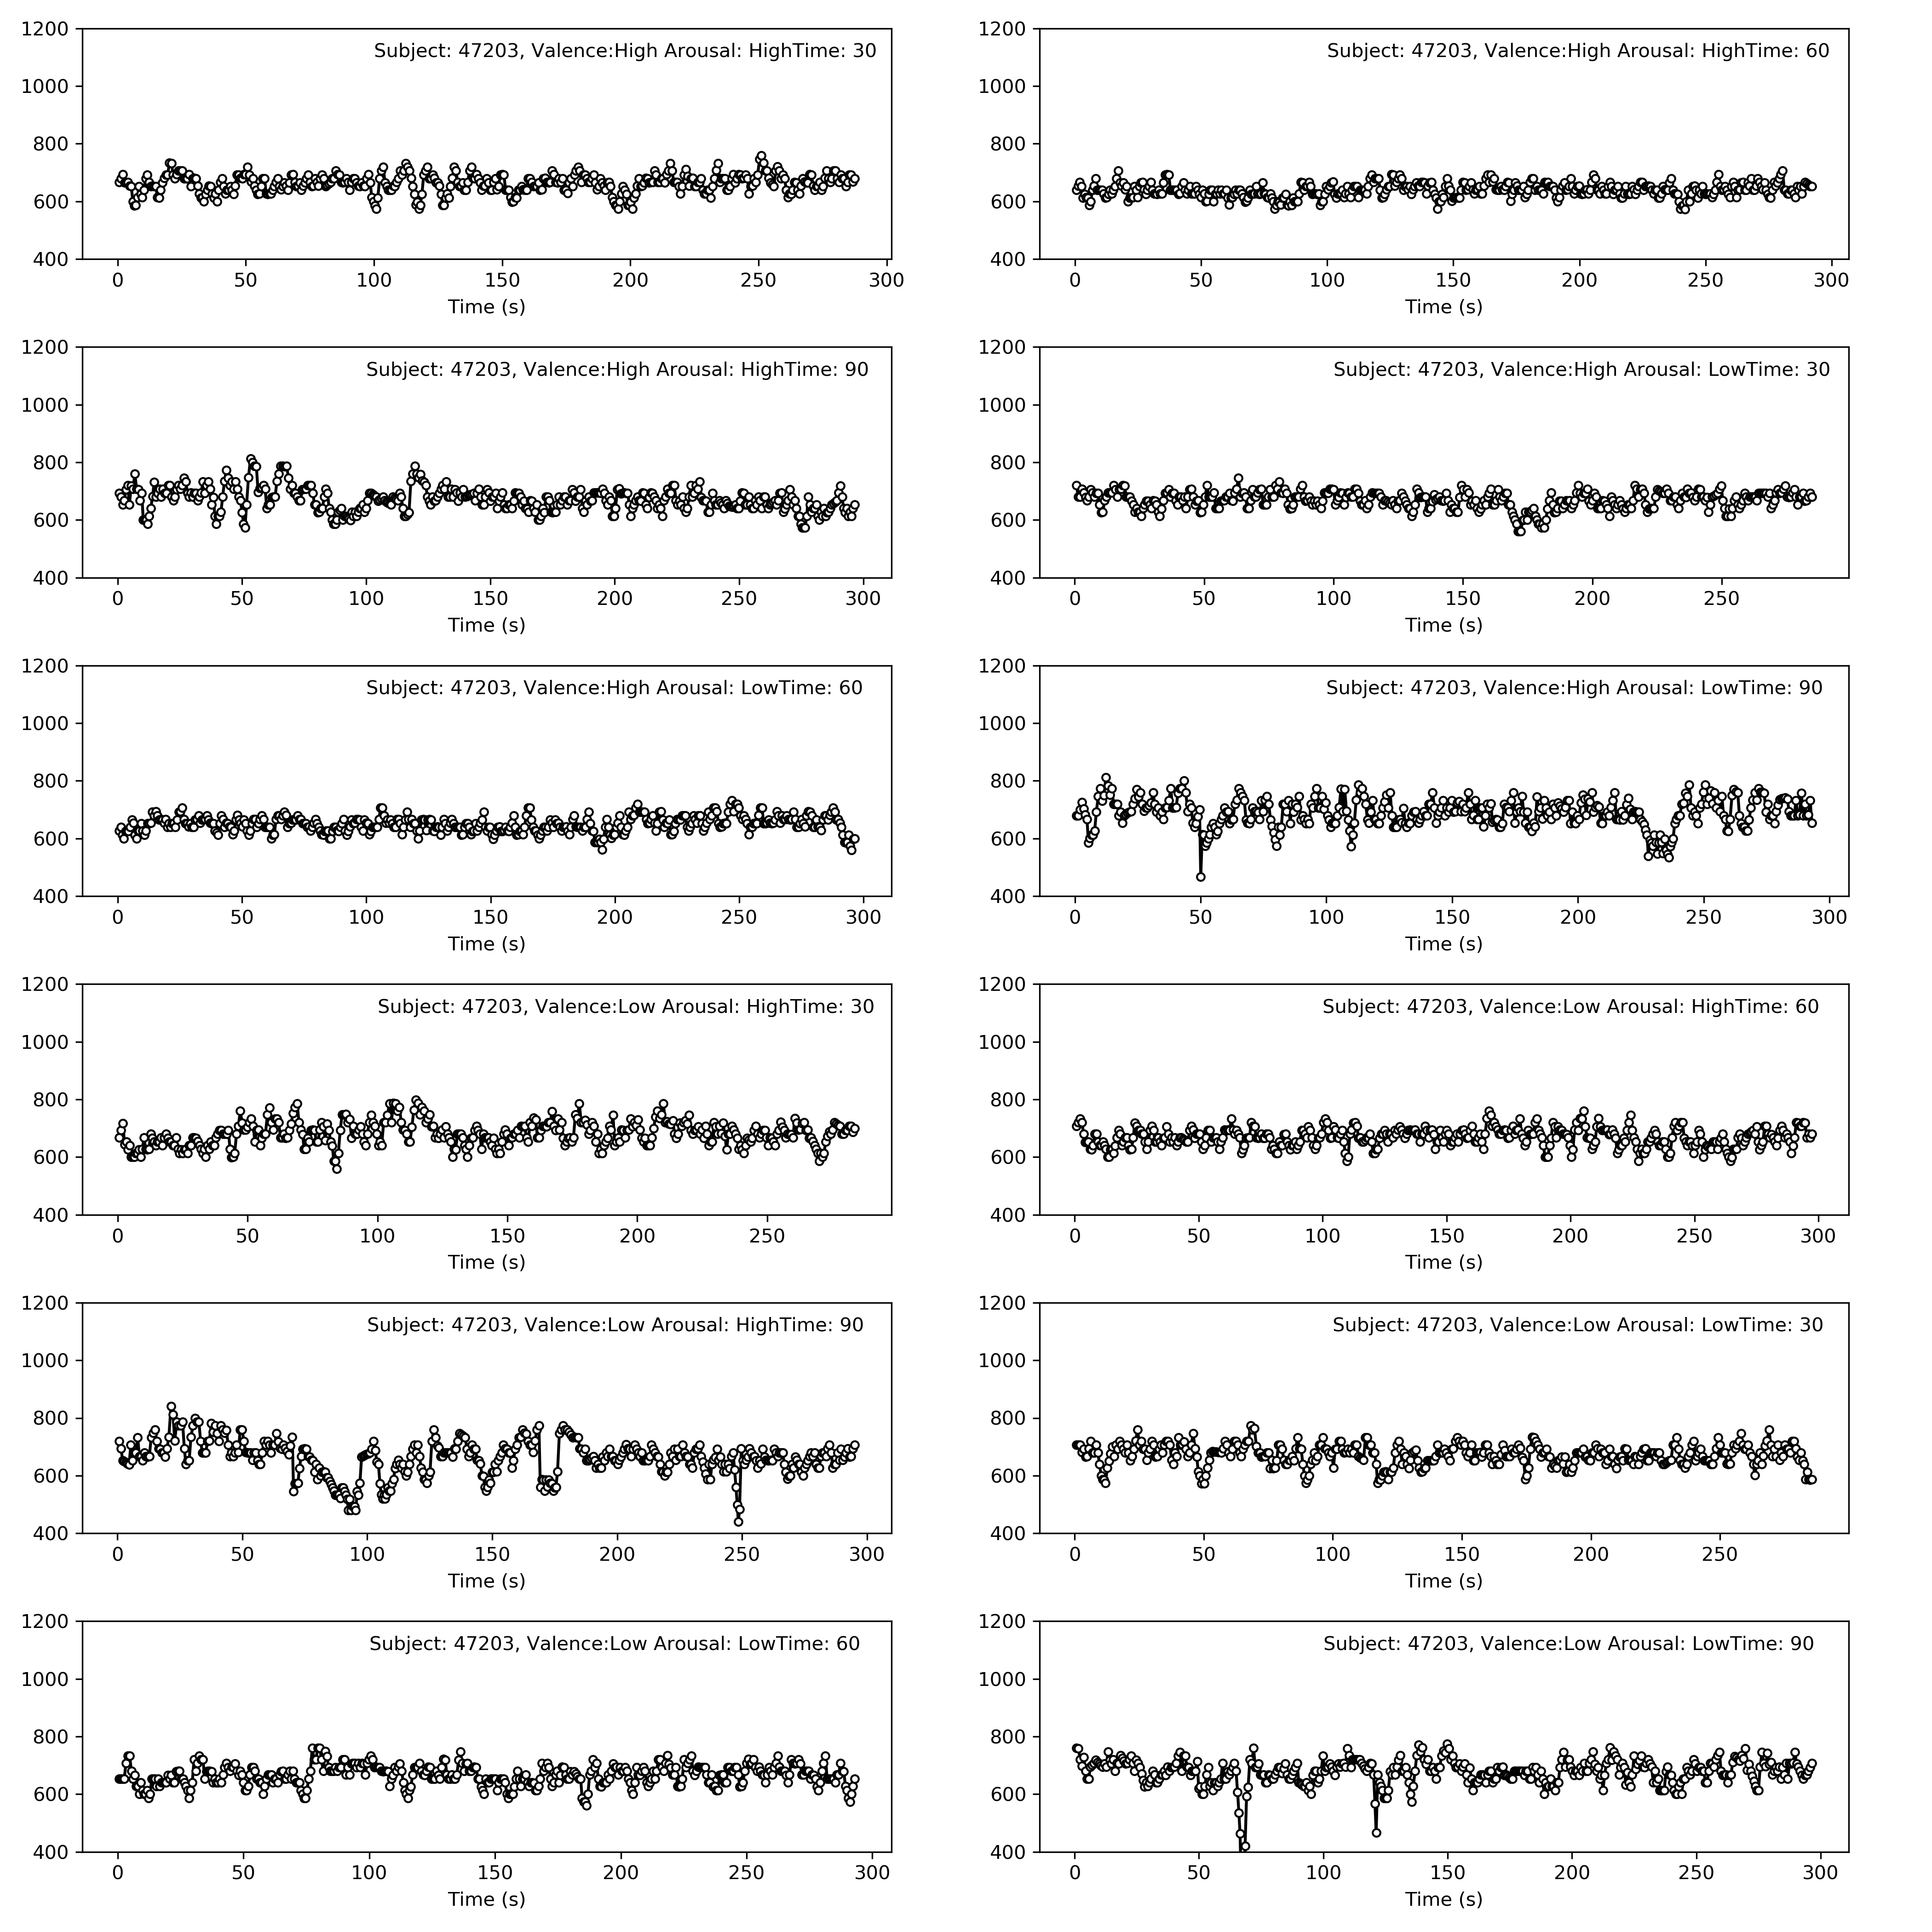 Subject: 47203, Valence:High Arousal: HighTime: 30
1200
1000
800
600
400
0 50 100 150 200 250 300
Time (s)
Subject: 47203, Valence:High Arousal: HighTime: 60
1200
1000
800
600
400
0 50 100 150 200 250 300
Time (s)
Subject: 47203, Valence:High Arousal: HighTime: 90
1200
1000
800
600
400
0 50 100 150 200 250 300
Time (s)
Subject: 47203, Valence:High Arousal: LowTime: 30
1200
1000
800
600
400
0 50 100 150 200 250
Time (s)
Subject: 47203, Valence:High Arousal: LowTime: 60
1200
1000
800
600
400
0 50 100 150 200 250 300
Time (s)
Subject: 47203, Valence:High Arousal: LowTime: 90
1200
1000
800
600
400
0 50 100 150 200 250 300
Time (s)
Subject: 47203, Valence:Low Arousal: HighTime: 30
1200
1000
800
600
400
0 50 100 150 200 250
Time (s)
Subject: 47203, Valence:Low Arousal: HighTime: 60
1200
1000
800
600
400
0 50 100 150 200 250 300
Time (s)
Subject: 47203, Valence:Low Arousal: HighTime: 90
1200
1000
800
600
400
0 50 100 150 200 250 300
Time (s)
Subject: 47203, Valence:Low Arousal: LowTime: 30
1200
1000
800
600
400
0 50 100 150 200 250
Time (s)
Subject: 47203, Valence:Low Arousal: LowTime: 60
1200
1000
800
600
400
0 50 100 150 200 250 300
Time (s)
Subject: 47203, Valence:Low Arousal: LowTime: 90
1200
1000
800
600
400
0 50 100 150 200 250 300
Time (s)